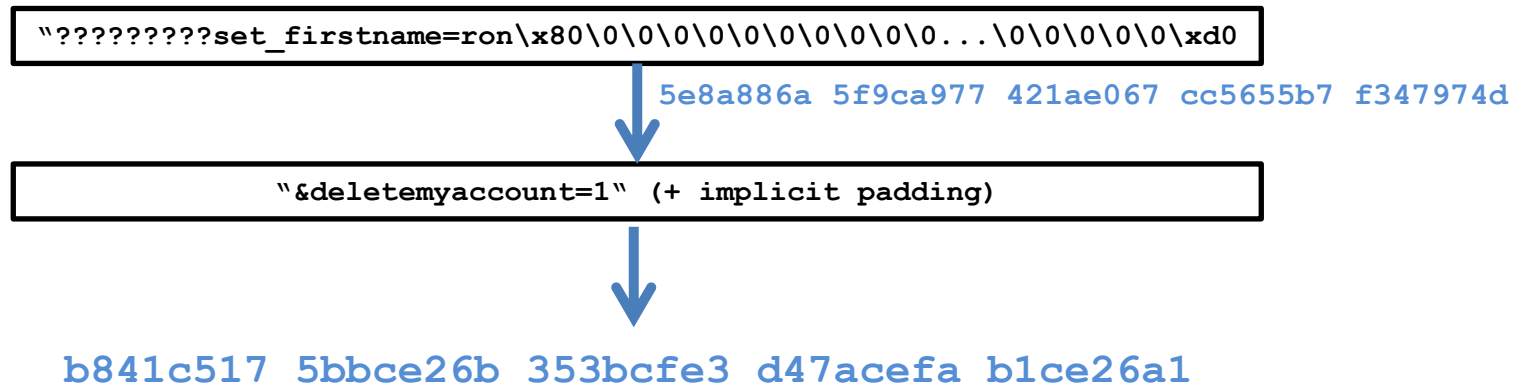 “?????????set_firstname=ron\x80\0\0\0\0\0\0\0\0\0\0...\0\0\0\0\0\xd0
5e8a886a 5f9ca977 421ae067 cc5655b7 f347974d
“&deletemyaccount=1“ (+ implicit padding)
b841c517 5bbce26b 353bcfe3 d47acefa b1ce26a1